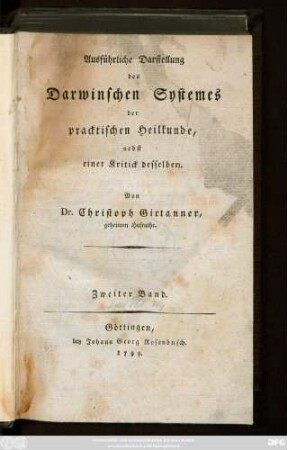 Ausführliche Darstellung
des
Darwinschen Systemes
der
practischen Heilkunde,
nebst
einer Kritick desselben.
Von
Dr. Christoph Girtanner,
geheimen Hofrathe.
Zweiter Band.
Göttingen,
bey Johann Georg Rosenbusch.
1799.